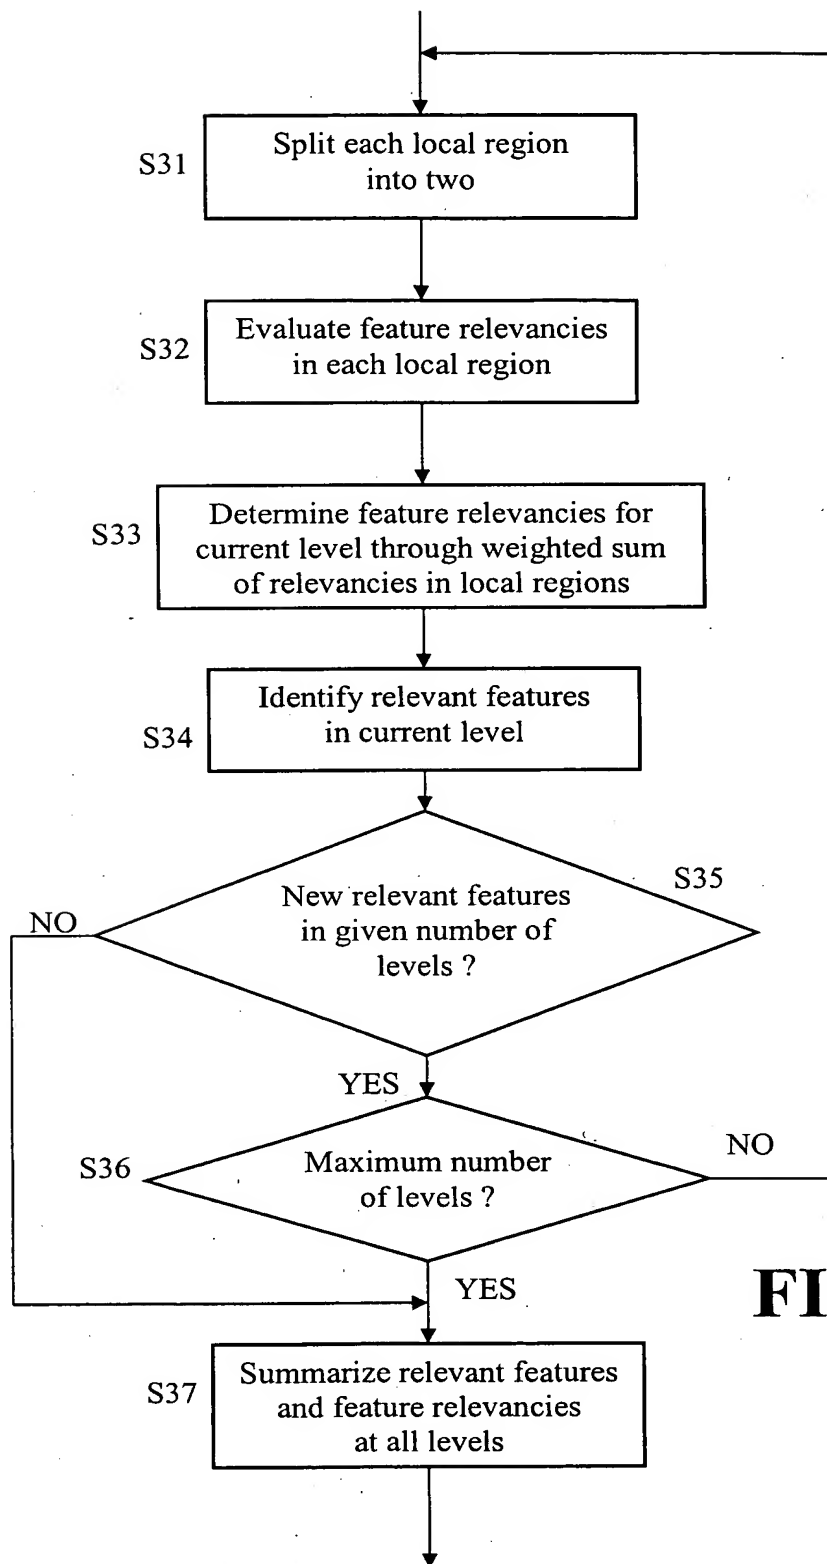 S31
Split each local region
into two
S32
Evaluate feature relevancies
in each local region
S33
Determine feature relevancies for
current level through weighted sum
of relevancies in local regions
S34
Identify relevant features
in current level
S35
New relevant features
in given number of
levels ?
NO
YES
S36
Maximum number
of levels ?
NO
YES
FI
S37
Summarize relevant features
and feature relevancies
at all levels